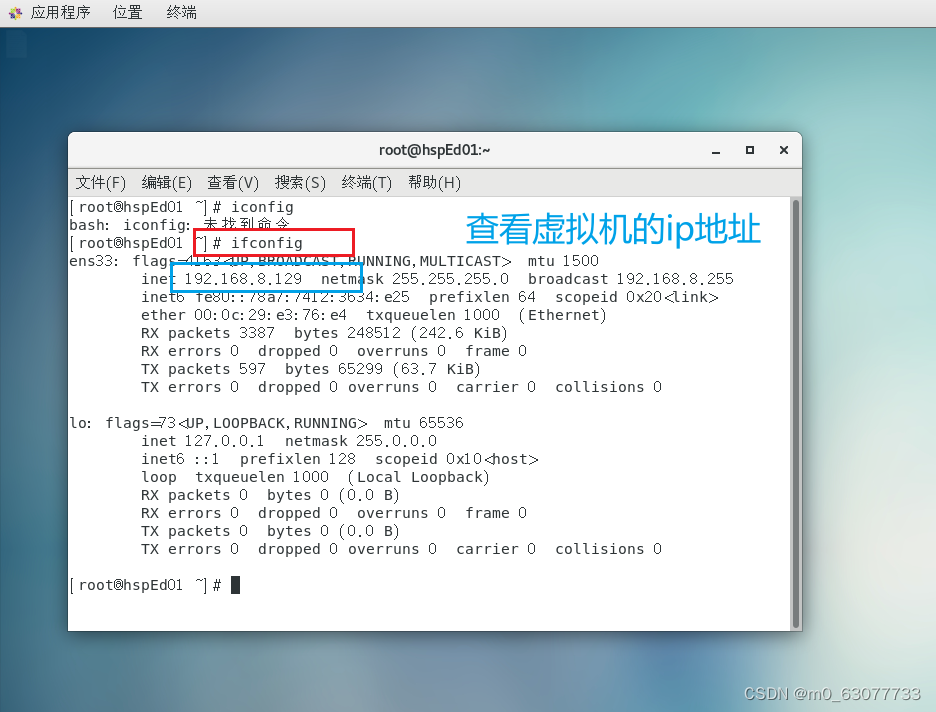 应用程序 位置 终端
root@hspEd01:~
文件(F) 编辑(E) 查看(V) 搜索(S) 终端(T) 帮助(H)
[root@hspEd01 ~]# iconfig
bash: iconfig: 未找到命令
查看虚拟机的ip地址
[root@hspEd01 ~]# ifconfig
ens33: flags=4163<UP,BROADCAST,RUNNING,MULTICAST> mtu 1500
inet 192.168.8.129 netmask 255.255.255.0 broadcast 192.168.8.255
inet6 fe80::78a7:7412:3634:e25 prefixlen 64 scopeid 0x20<link>
ether 00:0c:29:e3:76:e4 txqueuelen 1000 (Ethernet)
RX packets 3387 bytes 248512 (242.6 KiB)
RX errors 0 dropped 0 overruns 0 frame 0
TX packets 597 bytes 65299 (63.7 KiB)
TX errors 0 dropped 0 overruns 0 carrier 0 collisions 0
lo: flags=73<UP,LOOPBACK,RUNNING> mtu 65536
inet 127.0.0.1 netmask 255.0.0.0
inet6 ::1 prefixlen 128 scopeid 0x10<host>
loop txqueuelen 1000 (Local Loopback)
RX packets 0 bytes 0 (0.0 B)
RX errors 0 dropped 0 overruns 0 frame 0
TX packets 0 bytes 0 (0.0 B)
TX errors 0 dropped 0 overruns 0 carrier 0 collisions 0
[root@hspEd01 ~]#
CSDN @m0_63077733